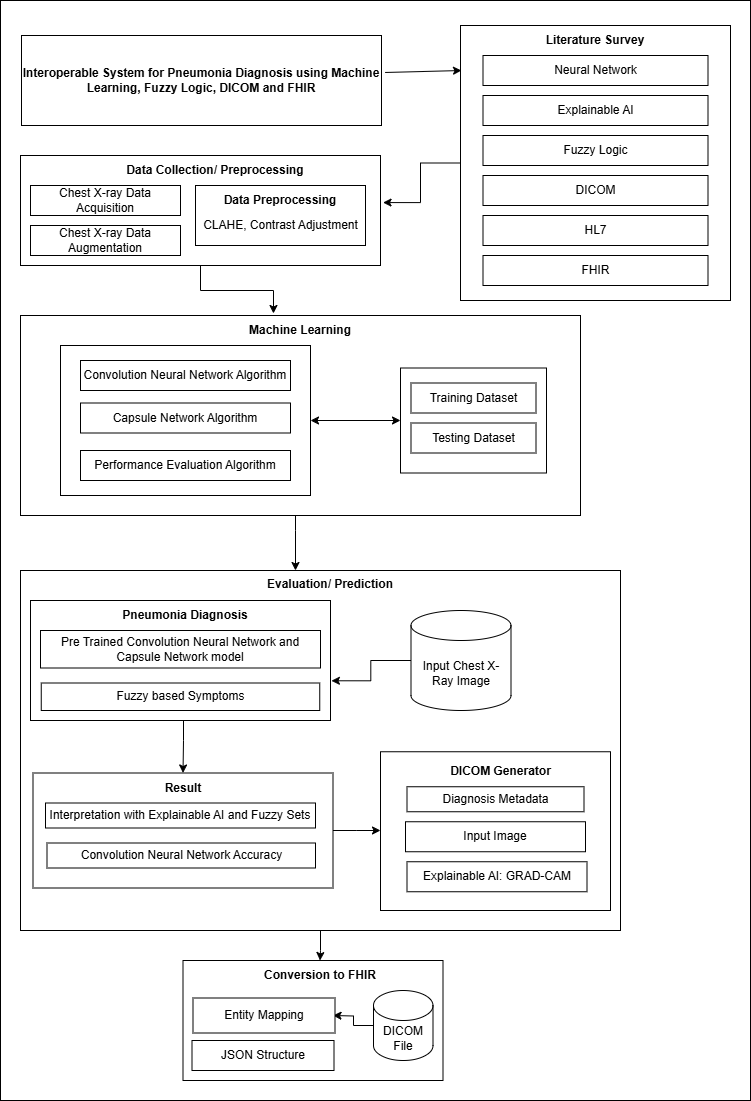 Interoperable System for Pneumonia Diagnosis using Machine
Learning, Fuzzy Logic, DICOM and FHIR
Literature Survey
Neural Network
Explainable AI
Fuzzy Logic
DICOM
HL7
FHIR
Data Collection/ Preprocessing
Chest X-ray Data
Acquisition
Chest X-ray Data
Augmentation
Data Preprocessing
CLAHE, Contrast Adjustment
Machine Learning
Convolution Neural Network Algorithm
Capsule Network Algorithm
Performance Evaluation Algorithm
Training Dataset
Testing Dataset
Evaluation/ Prediction
Pneumonia Diagnosis
Pre Trained Convolution Neural Network and
Capsule Network model
Fuzzy based Symptoms
Input Chest X-
Ray Image
Result
Interpretation with Explainable AI and Fuzzy Sets
Convolution Neural Network Accuracy
DICOM Generator
Diagnosis Metadata
Input Image
Explainable AI: GRAD-CAM
Conversion to FHIR
Entity Mapping
JSON Structure
DICOM
File